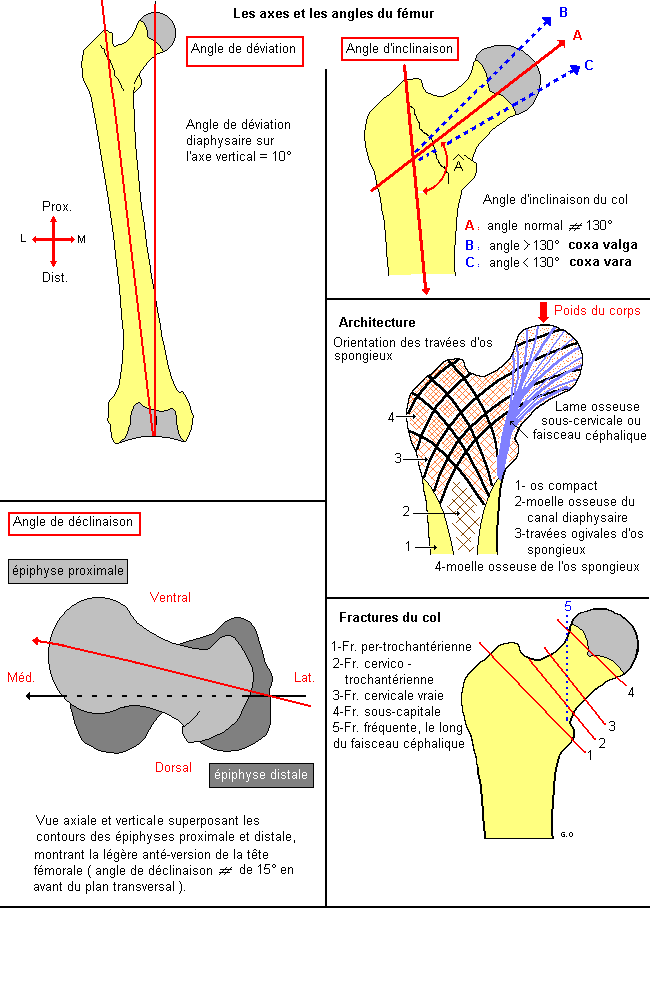 Les axes et les angles du fémur
Angle de déviation
Angle de déviation
diaphysaire sur
l'axe vertical = 10°
Prox.
L
M
Dist.
Angle d'inclinaison
B
A
C
Â
Angle d'inclinaison du col
A : angle normal ≠ 130°
B : angle > 130° coxa valga
C : angle < 130° coxa vara
Architecture
Poids du corps
Orientation des travées d'os
spongieux
Lame osseuse
sous-cervicale ou
faisceau céphalique
4
3
2
1
1- os compact
2-moelle osseuse du
canal diaphysaire
3-travées ogivales d'os
spongieux
4-moelle osseuse de l'os spongieux
Angle de déclinaison
épiphyse proximale
Ventral
Méd.
Lat.
Dorsal
épiphyse distale
Vue axiale et verticale superposant les
contours des épiphyses proximale et distale,
montrant la légère anté-version de la tête
fémorale ( angle de déclinaison ≠ de 15° en
avant du plan transversal ).
Fractures du col
1-Fr. per-trochantérienne
2-Fr. cervico -
trochantérienne
3-Fr. cervicale vraie
4-Fr. sous-capitale
5-Fr. fréquente, le long
du faisceau céphalique
5
4
3
2
1
G.O